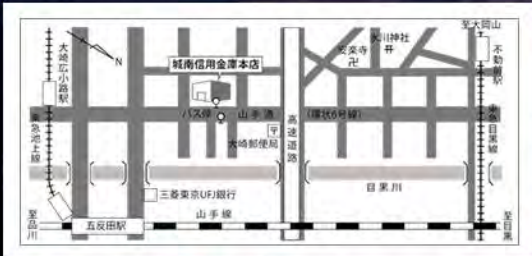 至大岡山
大崎広小路駅
N
城南信用金庫本店
安楽寺
氷川神社
不動前駅
東急池上線
バス停
山手通
(環状6号線)
高速道路
大崎郵便局
東急目黒線
三菱東京UFJ銀行
目黒川
山手線
至品川
五反田駅
至目黒